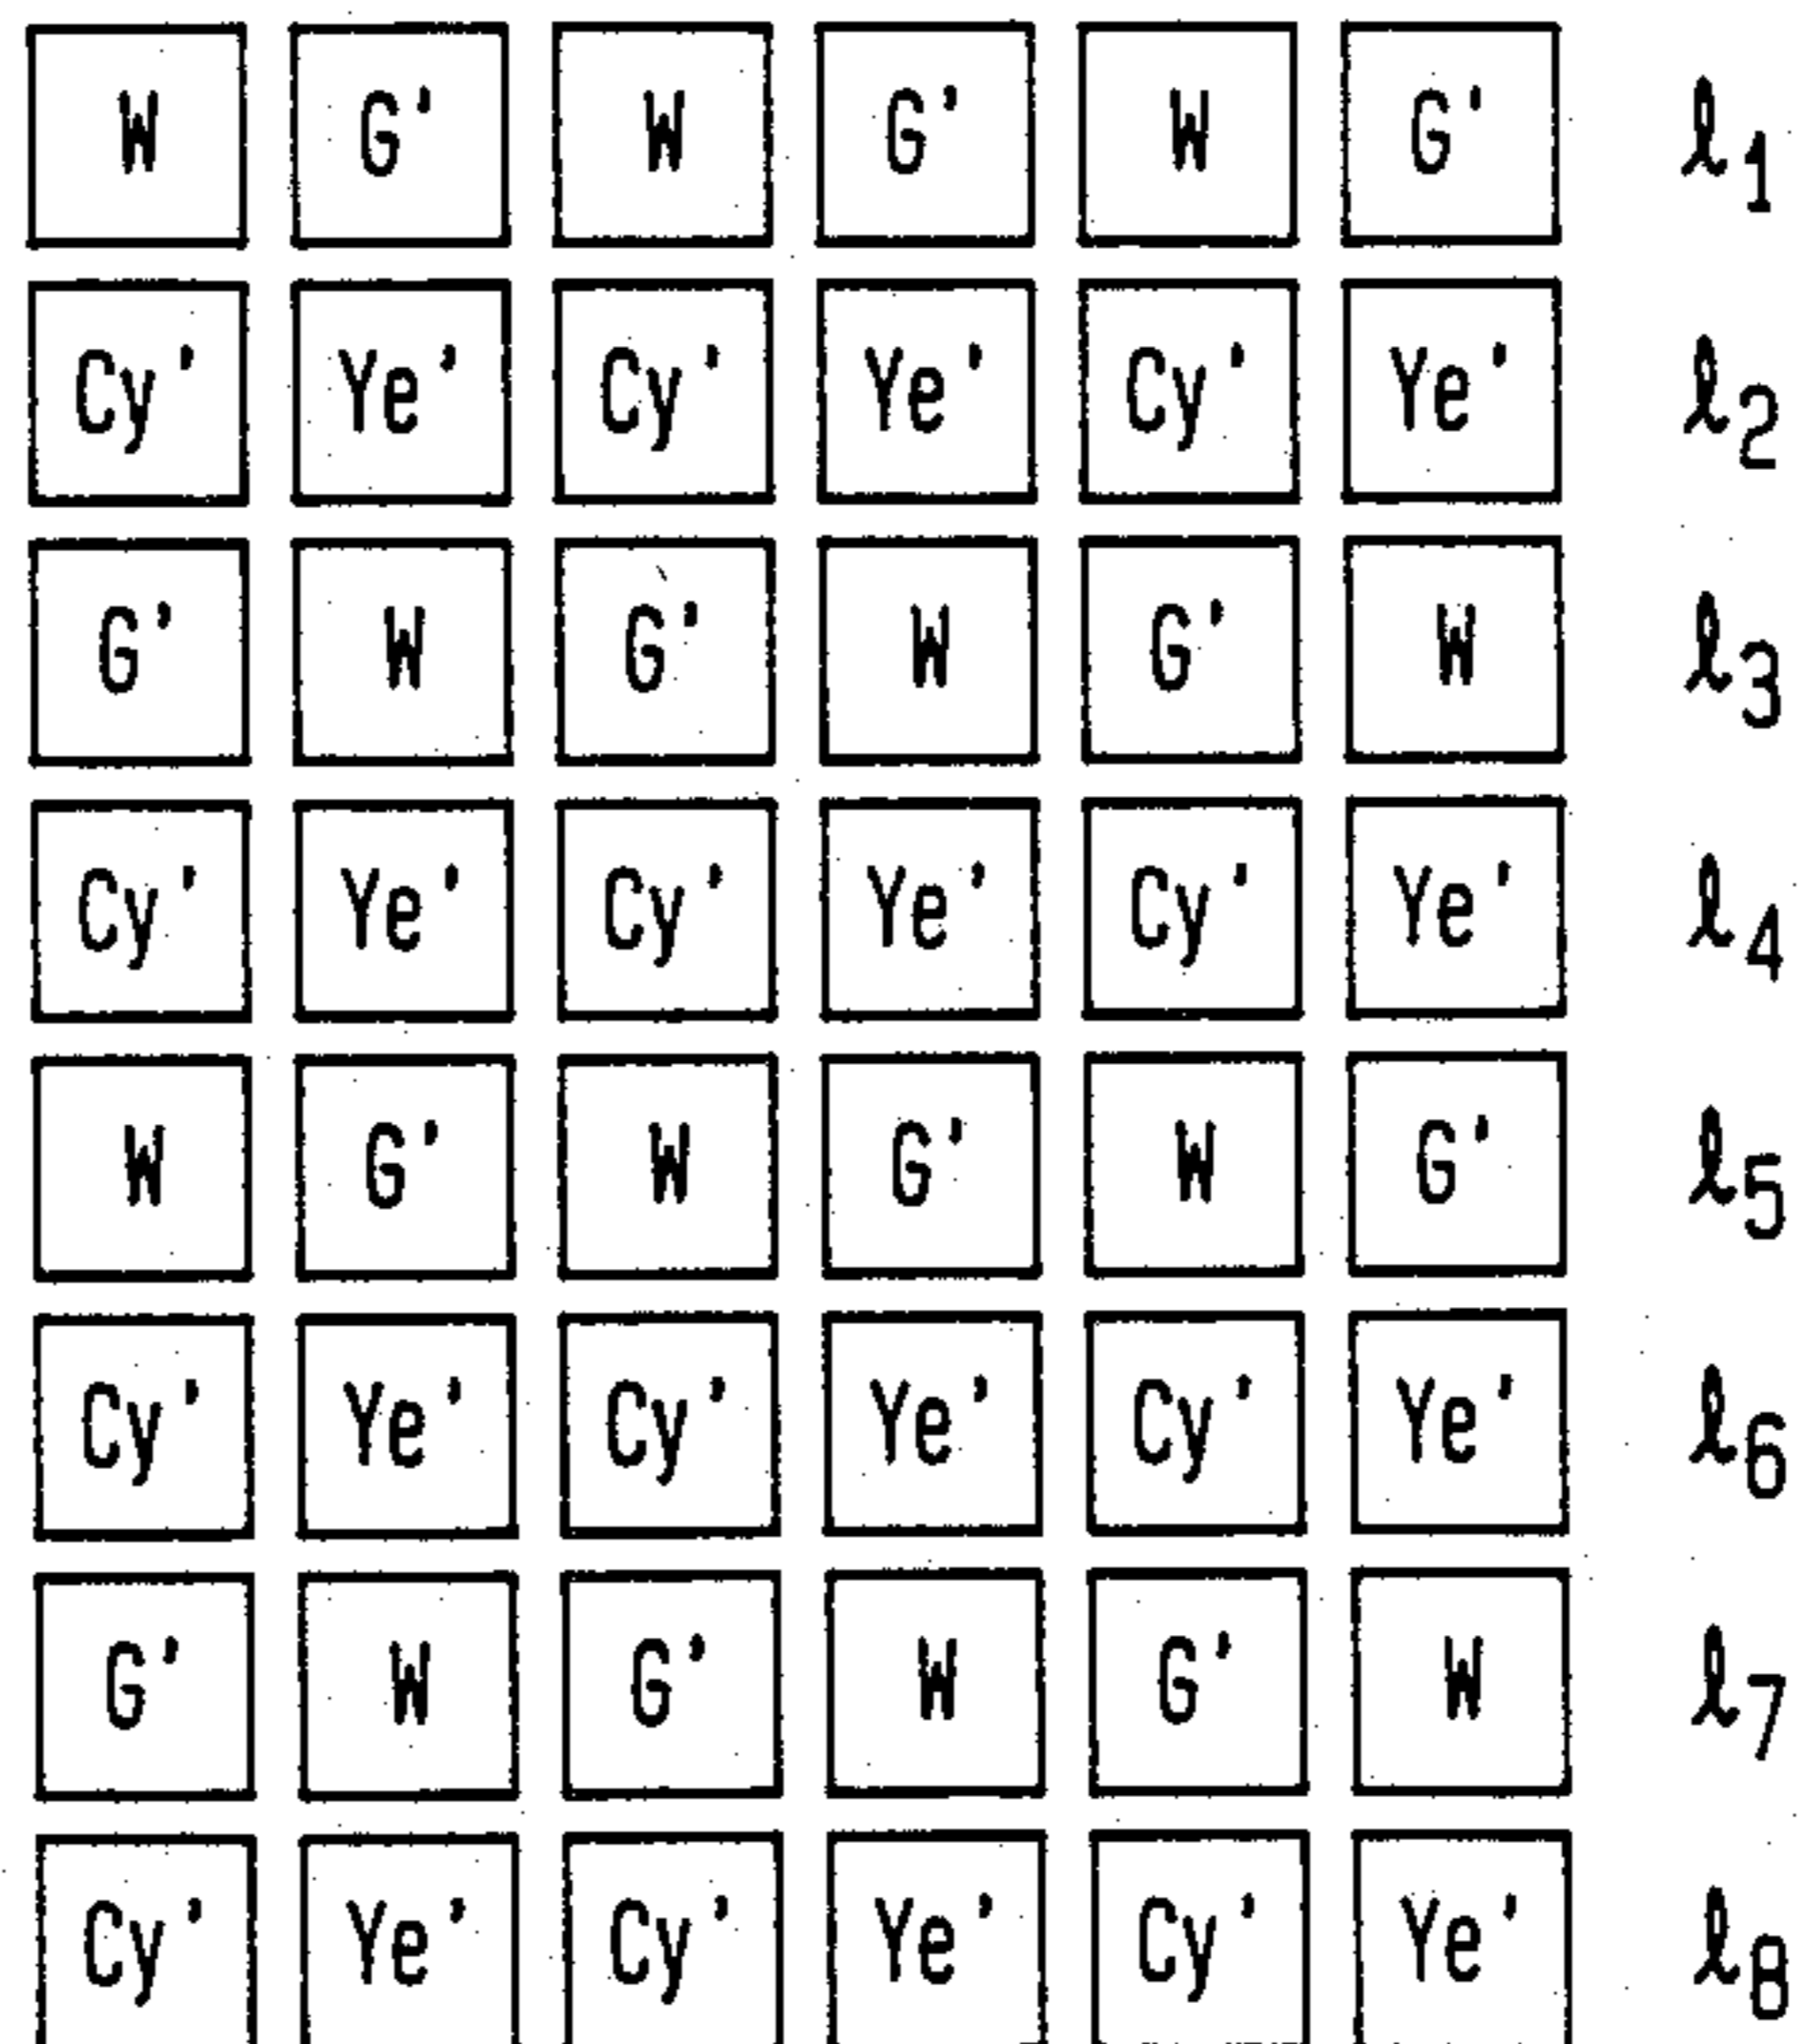 W G' W G' W G' ℓ1
Cy' Ye' Cy' Ye' Cy' Ye' ℓ2
G' W G' W G' W ℓ3
Cy' Ye' Cy' Ye' Cy' Ye' ℓ4
W G' W G' W G' ℓ5
Cy' Ye' Cy' Ye' Cy' Ye' ℓ6
G' W G' W G' W ℓ7
Cy' Ye' Cy' Ye' Cy' Ye' ℓ8